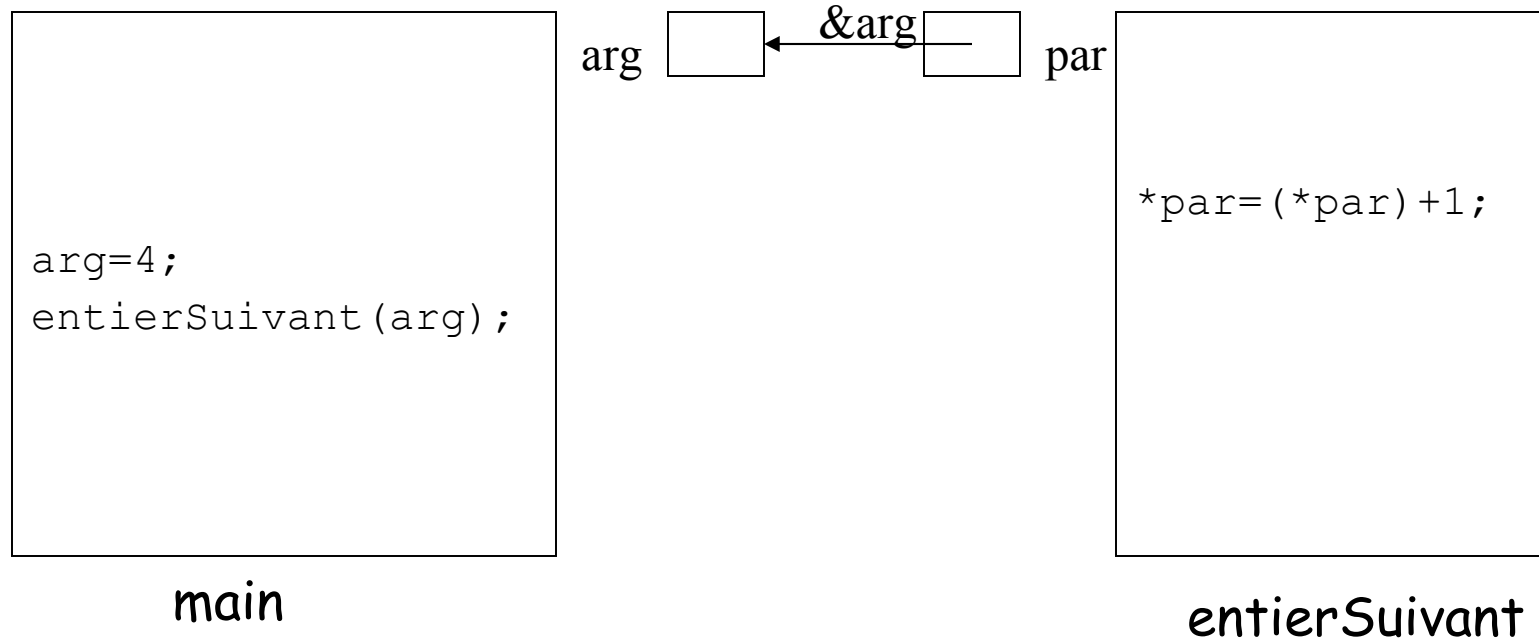 arg
&arg
par
arg=4;
entierSuivant(arg);
*par=(*par)+1;
main
entierSuivant